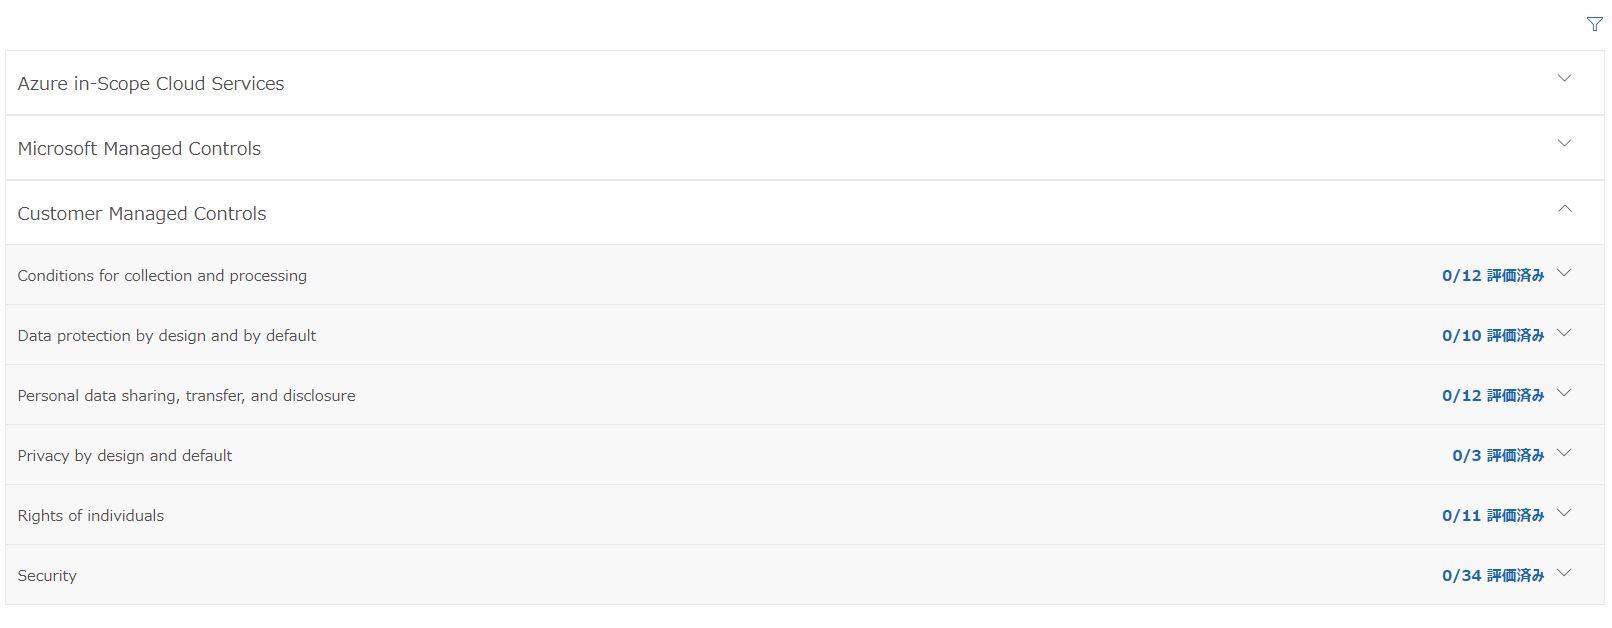 Azure in-Scope Cloud Services
Microsoft Managed Controls
Customer Managed Controls
Conditions for collection and processing 0/12 評価済み
Data protection by design and by default 0/10 評価済み
Personal data sharing, transfer, and disclosure 0/12 評価済み
Privacy by design and default 0/3 評価済み
Rights of individuals 0/11 評価済み
Security 0/34 評価済み